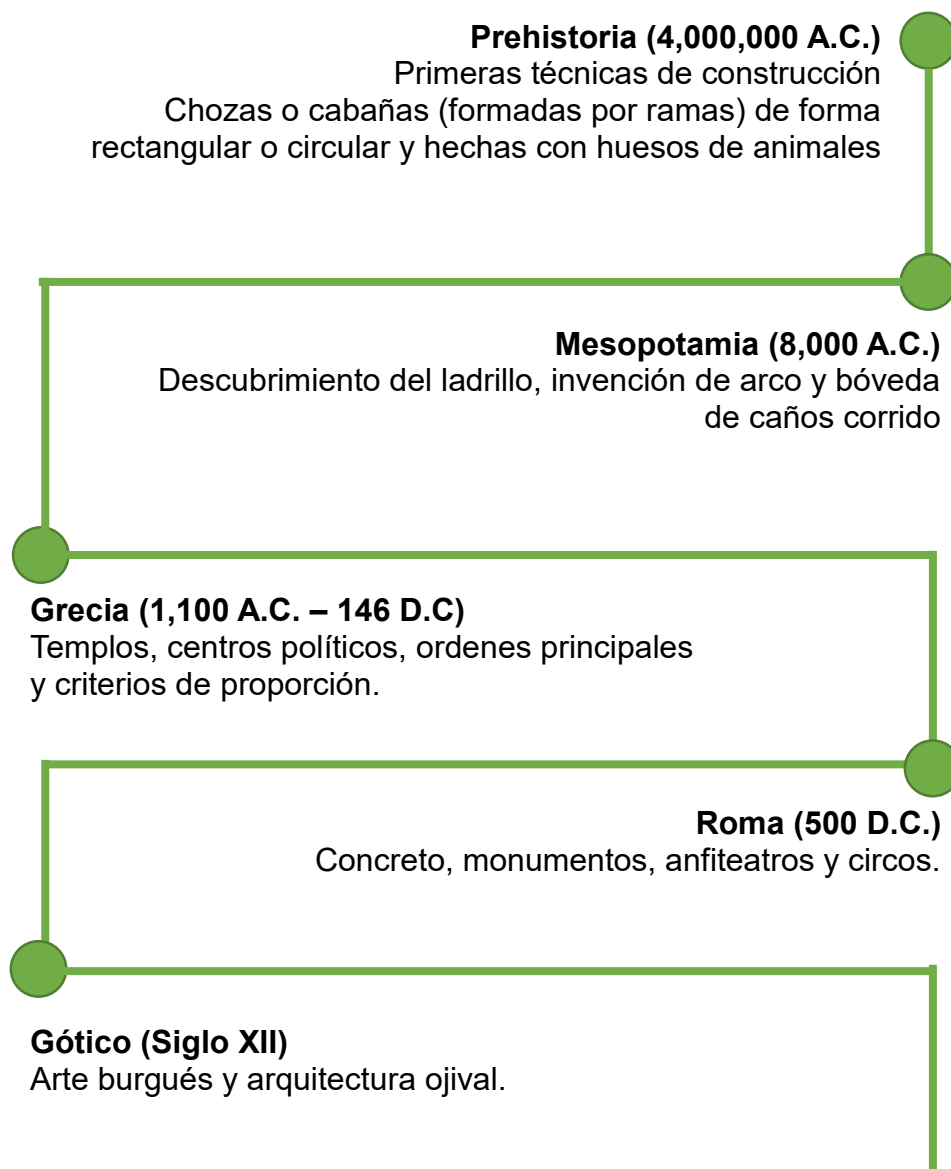 Prehistoria (4,000,000 A.C.)
Primeras técnicas de construcción
Chozas o cabañas (formadas por ramas) de forma
rectangular o circular y hechas con huesos de animales
Mesopotamia (8,000 A.C.)
Descubrimiento del ladrillo, invención de arco y bóveda
de caños corrido
Grecia (1,100 A.C. – 146 D.C)
Templos, centros políticos, ordenes principales
y criterios de proporción.
Roma (500 D.C.)
Concreto, monumentos, anfiteatros y circos.
Gótico (Siglo XII)
Arte burgués y arquitectura ojival.